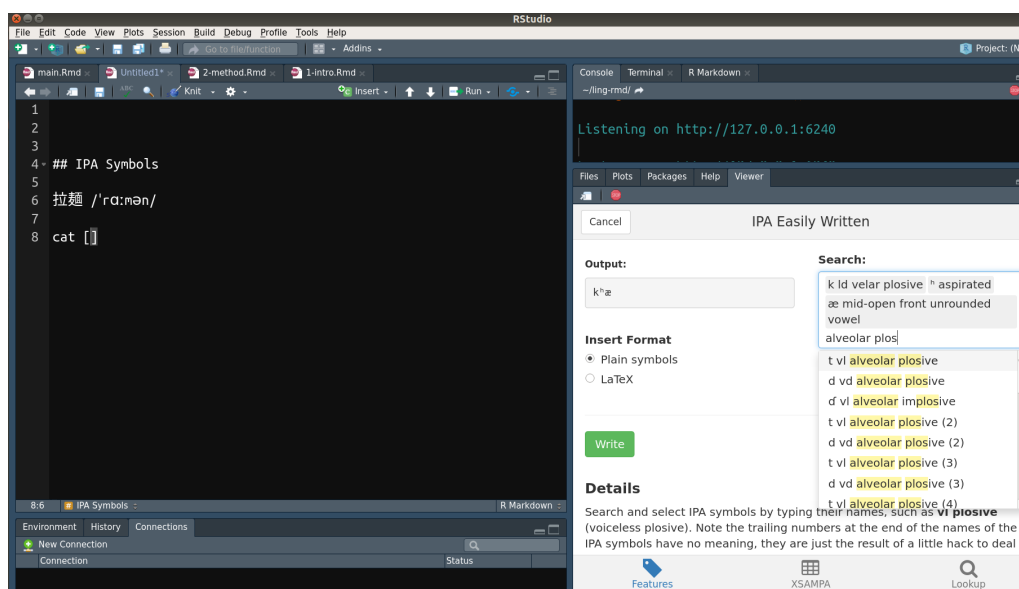 RStudio
File Edit Code View Plots Session Build Debug Profile Tools Help
Go to file/function Addins Project: (N
main.Rmd Untitled1* 2-method.Rmd 1-intro.Rmd
ABC Knit Insert Run
1
2
3
4 ## IPA Symbols
5
6 拉麺 /ˈrɑːmən/
7
8 cat []
8:6 IPA Symbols R Markdown
Environment History Connections
New Connection
Connection Status
Console Terminal R Markdown
~/ling-rmd/
Listening on http://127.0.0.1:6240
Files Plots Packages Help Viewer
Cancel IPA Easily Written
Output:
kʰæ
Insert Format
Plain symbols
LaTeX
Write
Search:
k ld velar plosive ʰ aspirated
æ mid-open front unrounded
vowel
alveolar plos
t vl alveolar plosive
d vd alveolar plosive
ɗ vl alveolar implosive
t vl alveolar plosive (2)
d vd alveolar plosive (2)
t vl alveolar plosive (3)
d vd alveolar plosive (3)
t vl alveolar plosive (4)
Details
Search and select IPA symbols by typing their names, such as vl plosive
(voiceless plosive). Note the trailing numbers at the end of the names of the
IPA symbols have no meaning, they are just the result of a little hack to deal
Features XSAMPA Lookup